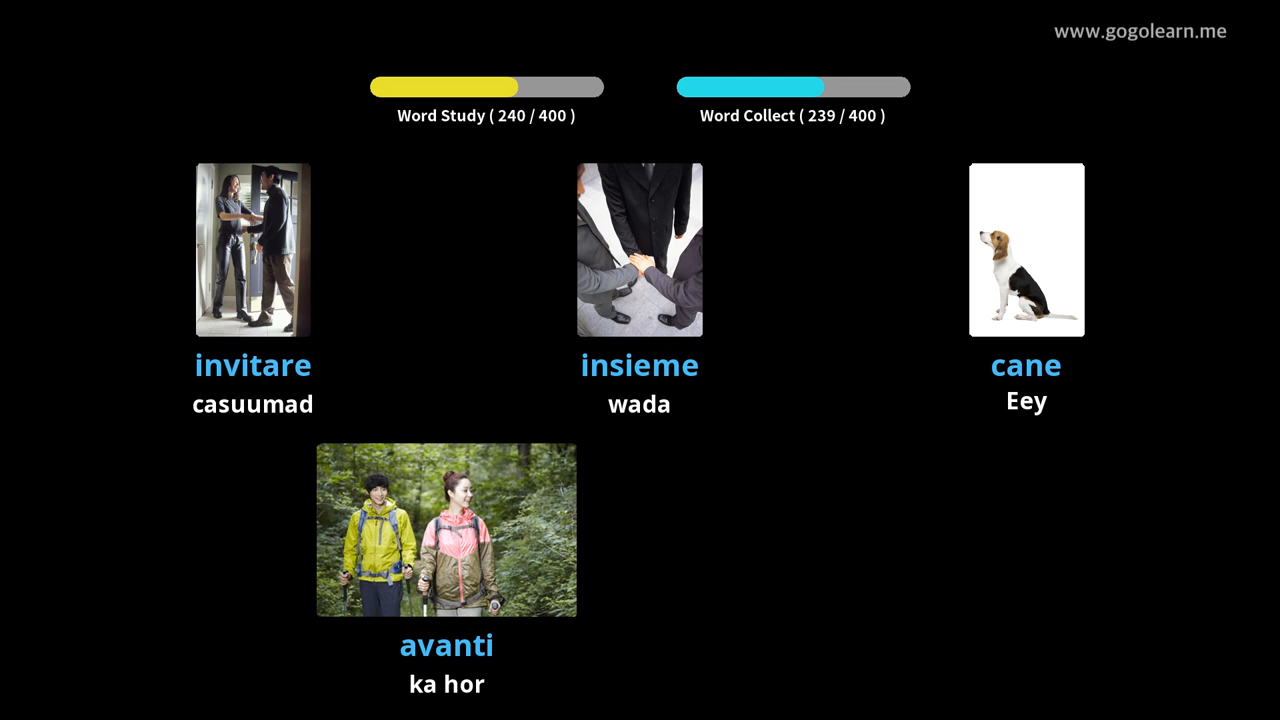 www.gogolearn.me
Word Study ( 240 / 400 )
Word Collect ( 239 / 400 )
invitare
casuumad
insieme
wada
cane
Eey
avanti
ka hor